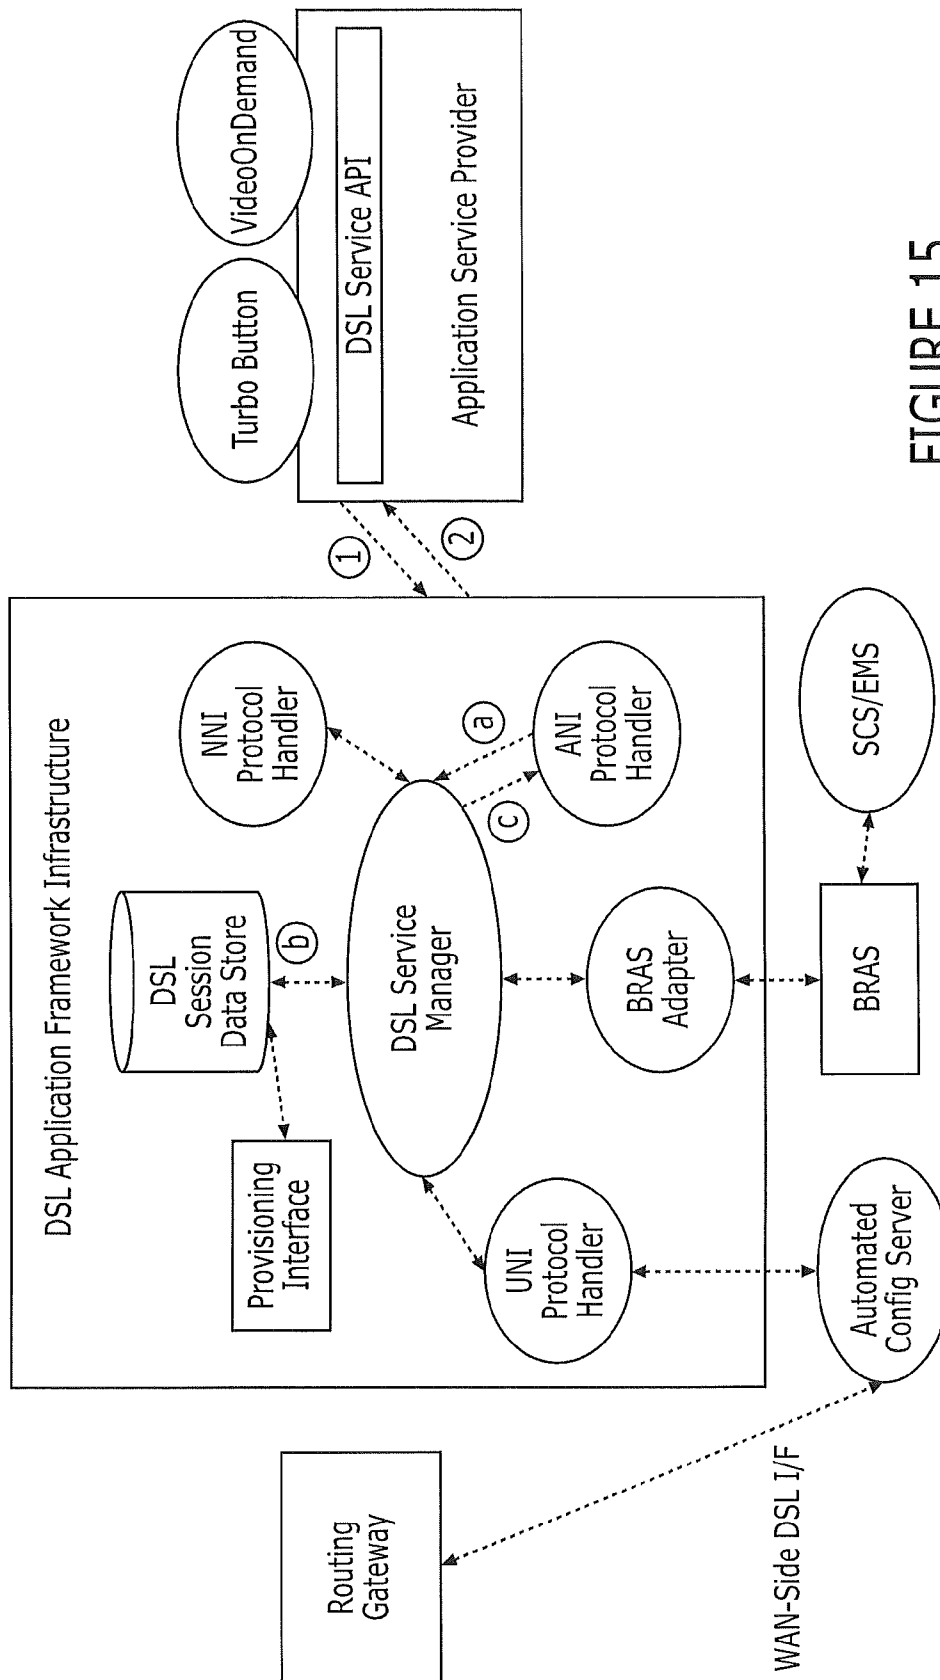 DSL Application Framework Infrastructure
Routing
Gateway
WAN-Side DSL I/F
Provisioning
Interface
DSL
Session
Data Store
b
NNI
Protocol
Handler
DSL Service
Manager
a
c
UNI
Protocol
Handler
BRAS
Adapter
ANI
Protocol
Handler
Automated
Config Server
BRAS
SCS/EMS
1
2
Turbo Button
VideoOnDemand
DSL Service API
Application Service Provider
FIGURE 15